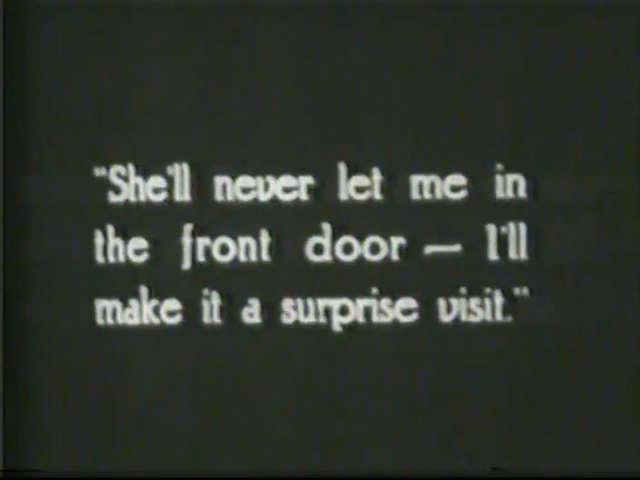 "She'll never let me in
the front door — I'll
make it a surprise visit."